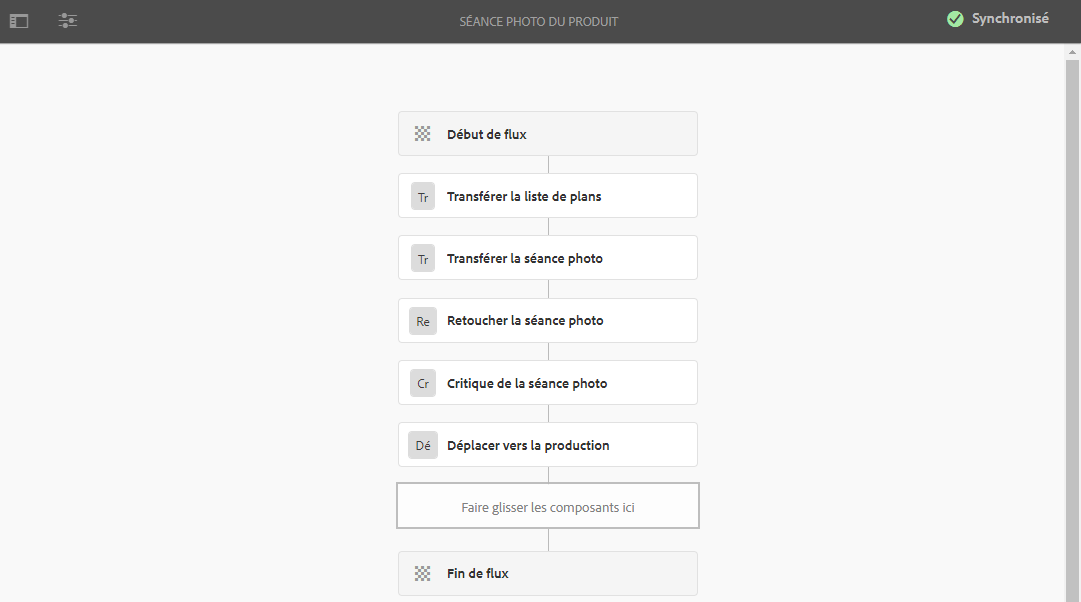 SÉANCE PHOTO DU PRODUIT
Synchronisé
Début de flux
Tr Transférer la liste de plans
Tr Transférer la séance photo
Re Retoucher la séance photo
Cr Critique de la séance photo
Dé Déplacer vers la production
Faire glisser les composants ici
Fin de flux